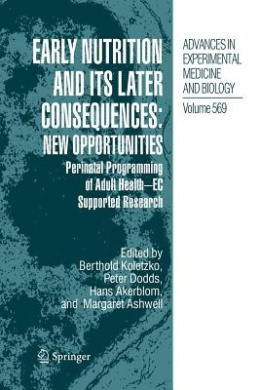 EARLY NUTRITION
AND ITS LATER
CONSEQUENCES:
NEW OPPORTUNITIES
Perinatal Programming
of Adult Health—EC
Supported Research
ADVANCES IN
EXPERIMENTAL
MEDICINE
AND BIOLOGY
Volume 569
Edited by
Berthold Koletzko,
Peter Dodds,
Hans Akerblom,
and Margaret Ashwell
Springer